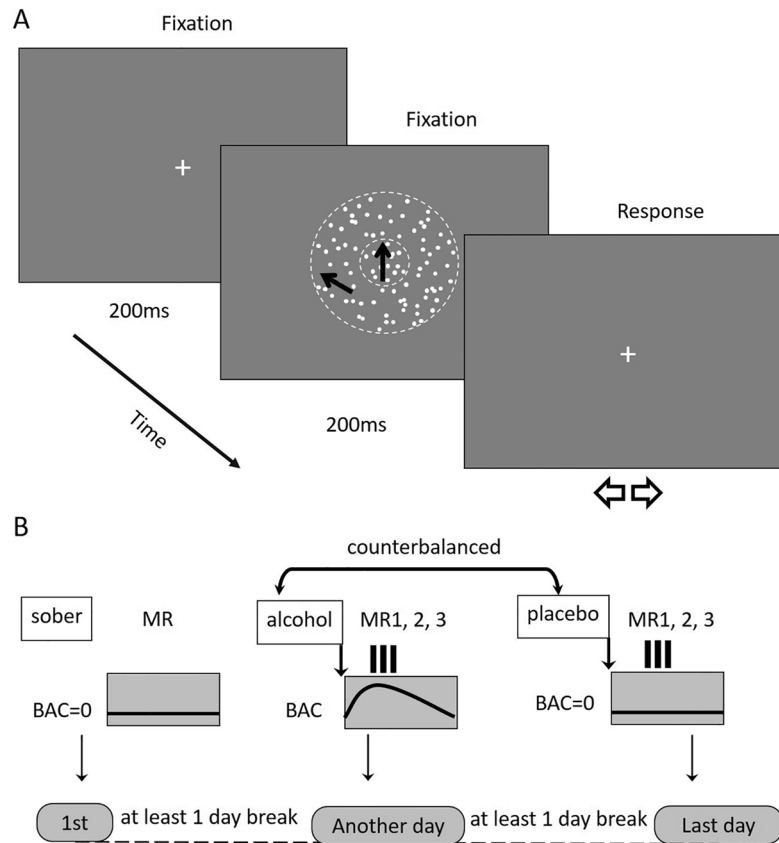 A
Fixation
Fixation
Response
200ms
200ms
Time
B
counterbalanced
sober
MR
alcohol
MR1, 2, 3
placebo
MR1, 2, 3
BAC=0
BAC
BAC=0
1st
at least 1 day break
Another day
at least 1 day break
Last day